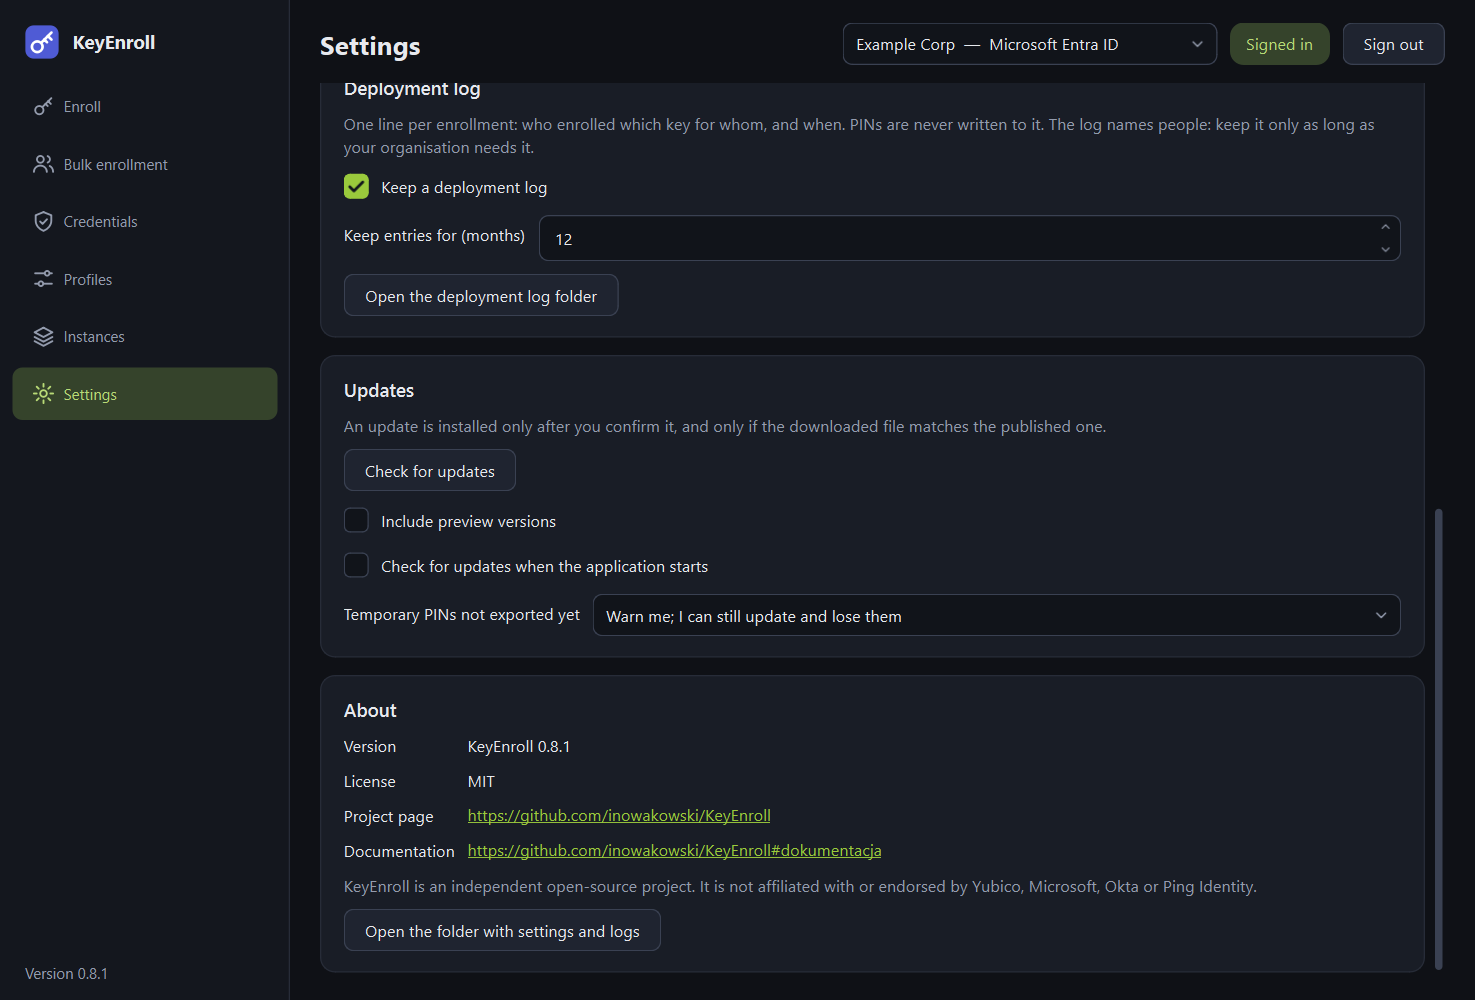 KeyEnroll
Enroll
Bulk enrollment
Credentials
Profiles
Instances
Settings
Version 0.8.1
Settings
Example Corp — Microsoft Entra ID
Signed in
Sign out
Deployment log
One line per enrollment: who enrolled which key for whom, and when. PINs are never written to it. The log names people: keep it only as long as
your organisation needs it.
Keep a deployment log
Keep entries for (months)
12
Open the deployment log folder
Updates
An update is installed only after you confirm it, and only if the downloaded file matches the published one.
Check for updates
Include preview versions
Check for updates when the application starts
Temporary PINs not exported yet
Warn me; I can still update and lose them
About
Version KeyEnroll 0.8.1
License MIT
Project page https://github.com/inowakowski/KeyEnroll
Documentation https://github.com/inowakowski/KeyEnroll#dokumentacja
KeyEnroll is an independent open-source project. It is not affiliated with or endorsed by Yubico, Microsoft, Okta or Ping Identity.
Open the folder with settings and logs